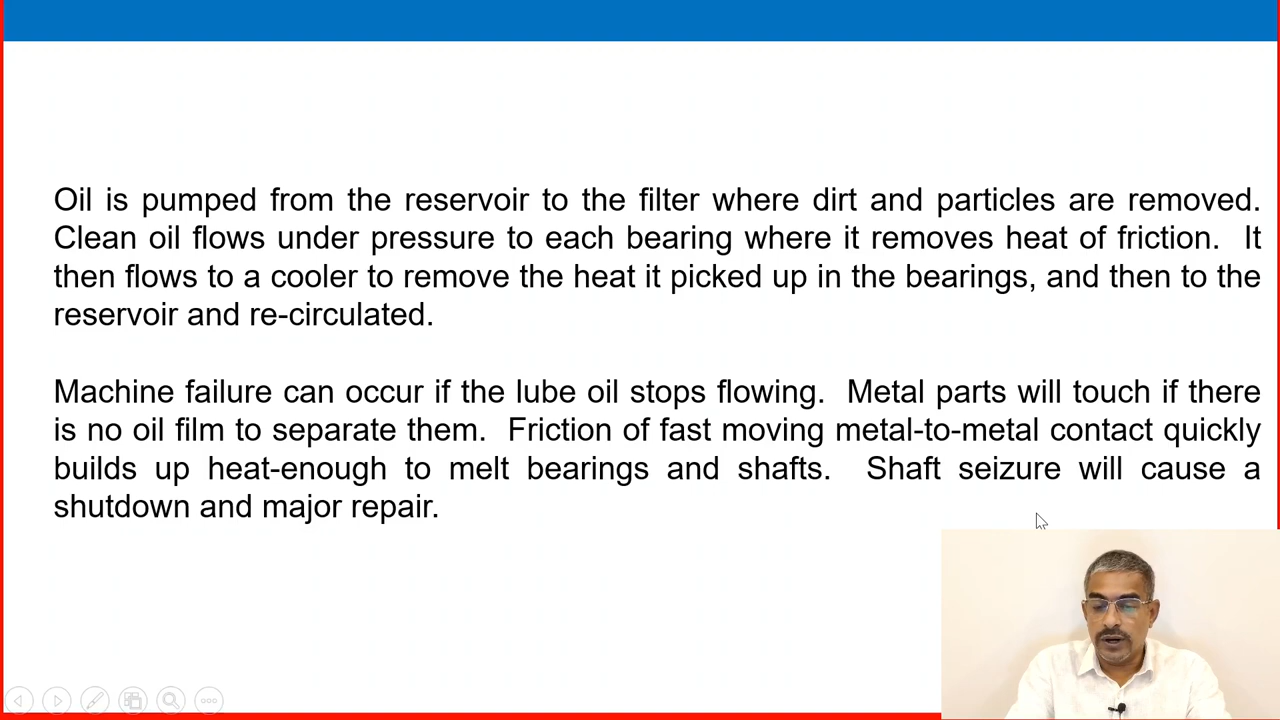 Oil is pumped from the reservoir to the filter where dirt and particles are removed.
Clean oil flows under pressure to each bearing where it removes heat of friction.  It
then flows to a cooler to remove the heat it picked up in the bearings, and then to the
reservoir and re-circulated.
Machine failure can occur if the lube oil stops flowing.  Metal parts will touch if there
is no oil film to separate them.  Friction of fast moving metal-to-metal contact quickly
builds up heat-enough to melt bearings and shafts.  Shaft seizure will cause a
shutdown and major repair.